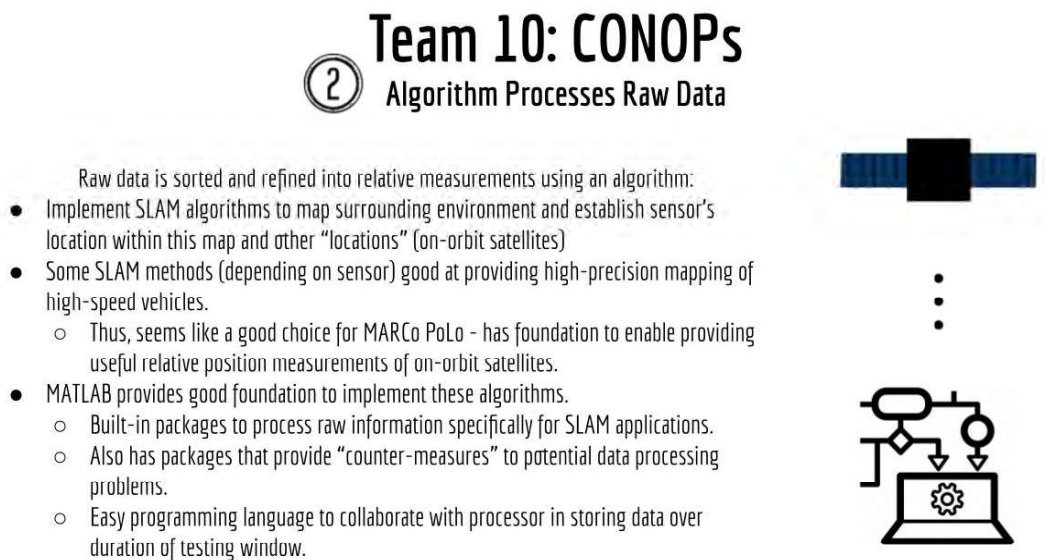 Team 10: CONOPs
2
Algorithm Processes Raw Data
Raw data is sorted and refined into relative measurements using an algorithm:
● Implement SLAM algorithms to map surrounding environment and establish sensor's
location within this map and other “locations” (on-orbit satellites)
● Some SLAM methods (depending on sensor) good at providing high-precision mapping of
high-speed vehicles.
○ Thus, seems like a good choice for MARCo PoLo - has foundation to enable providing
useful relative position measurements of on-orbit satellites.
● MATLAB provides good foundation to implement these algorithms.
○ Built-in packages to process raw information specifically for SLAM applications.
○ Also has packages that provide “counter-measures” to potential data processing
problems.
○ Easy programming language to collaborate with processor in storing data over
duration of testing window.